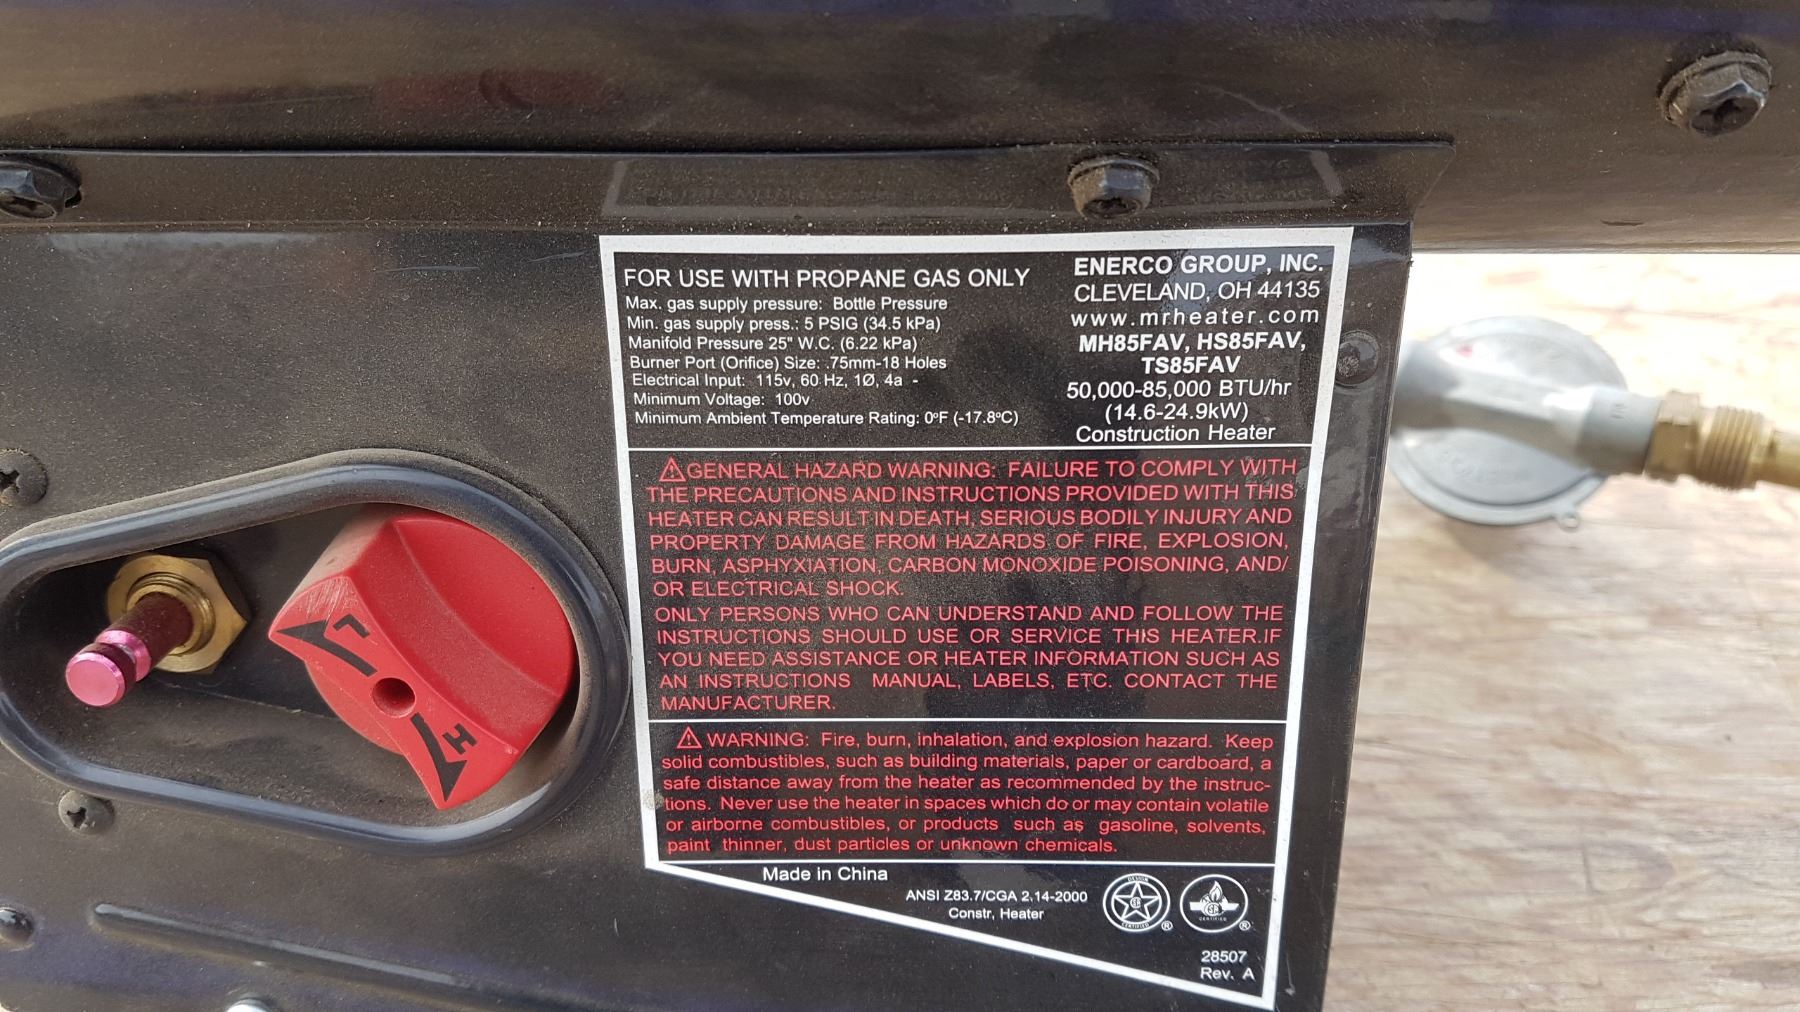 FOR USE WITH PROPANE GAS ONLY
Max. gas supply pressure: Bottle Pressure
Min. gas supply press.: 5 PSIG (34.5 kPa)
Manifold Pressure 25" W.C. (6.22 kPa)
Burner Port (Orifice) Size: .75mm-18 Holes
Electrical Input: 115v, 60 Hz, 1Ø, 4a -
Minimum Voltage: 100v
Minimum Ambient Temperature Rating: 0ºF (-17.8ºC)
ENERCO GROUP, INC.
CLEVELAND, OH 44135
www.mrheater.com
MH85FAV, HS85FAV,
TS85FAV
50,000-85,000 BTU/hr
(14.6-24.9kW)
Construction Heater
⚠GENERAL HAZARD WARNING: FAILURE TO COMPLY WITH
THE PRECAUTIONS AND INSTRUCTIONS PROVIDED WITH THIS
HEATER CAN RESULT IN DEATH, SERIOUS BODILY INJURY AND
PROPERTY DAMAGE FROM HAZARDS OF FIRE, EXPLOSION,
BURN, ASPHYXIATION, CARBON MONOXIDE POISONING, AND/
OR ELECTRICAL SHOCK.
ONLY PERSONS WHO CAN UNDERSTAND AND FOLLOW THE
INSTRUCTIONS SHOULD USE OR SERVICE THIS HEATER.IF
YOU NEED ASSISTANCE OR HEATER INFORMATION SUCH AS
AN INSTRUCTIONS MANUAL, LABELS, ETC. CONTACT THE
MANUFACTURER.
⚠ WARNING: Fire, burn, inhalation, and explosion hazard. Keep
solid combustibles, such as building materials, paper or cardboard, a
safe distance away from the heater as recommended by the instruc-
tions. Never use the heater in spaces which do or may contain volatile
or airborne combustibles, or products such as gasoline, solvents,
paint thinner, dust particles or unknown chemicals.
Made in China
ANSI Z83.7/CGA 2.14-2000
Constr, Heater
DESIGN
CERTIFIED
®
CERTIFIED
®
28507
Rev. A
L
H